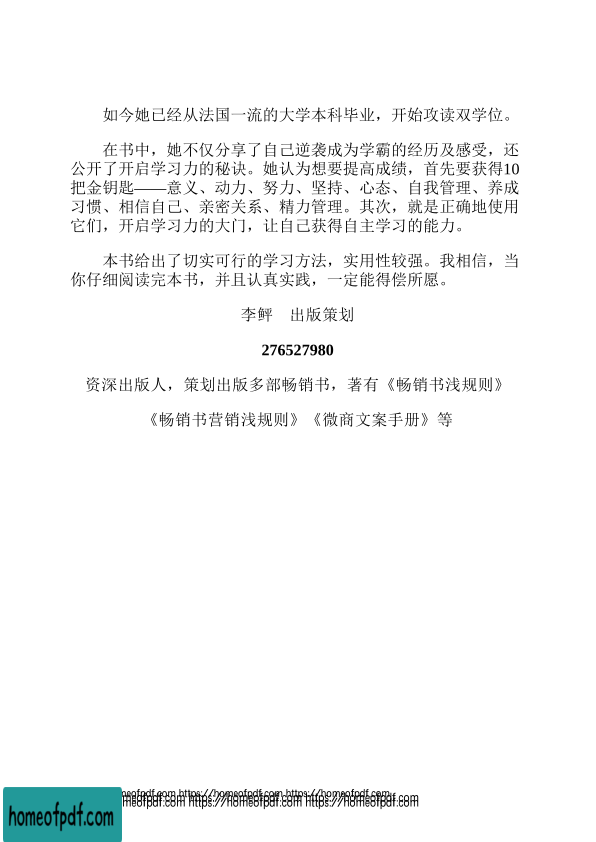 如今她已经从法国一流的大学本科毕业，开始攻读双学位。
在书中，她不仅分享了自己逆袭成为学霸的经历及感受，还
公开了开启学习力的秘诀。她认为想要提高成绩，首先要获得10
把金钥匙——意义、动力、努力、坚持、心态、自我管理、养成
习惯、相信自己、亲密关系、精力管理。其次，就是正确地使用
它们，开启学习力的大门，让自己获得自主学习的能力。
本书给出了切实可行的学习方法，实用性较强。我相信，当
你仔细阅读完本书，并且认真实践，一定能得偿所愿。
李鲆　出版策划
276527980
资深出版人，策划出版多部畅销书，著有《畅销书浅规则》
《畅销书营销浅规则》《微商文案手册》等
meofpdf.com https://homeofpdf.com https://homeofpdf.com
omeofpdf.com https://homeofpdf.com https://homeofpdf.com
homeofpdf.com